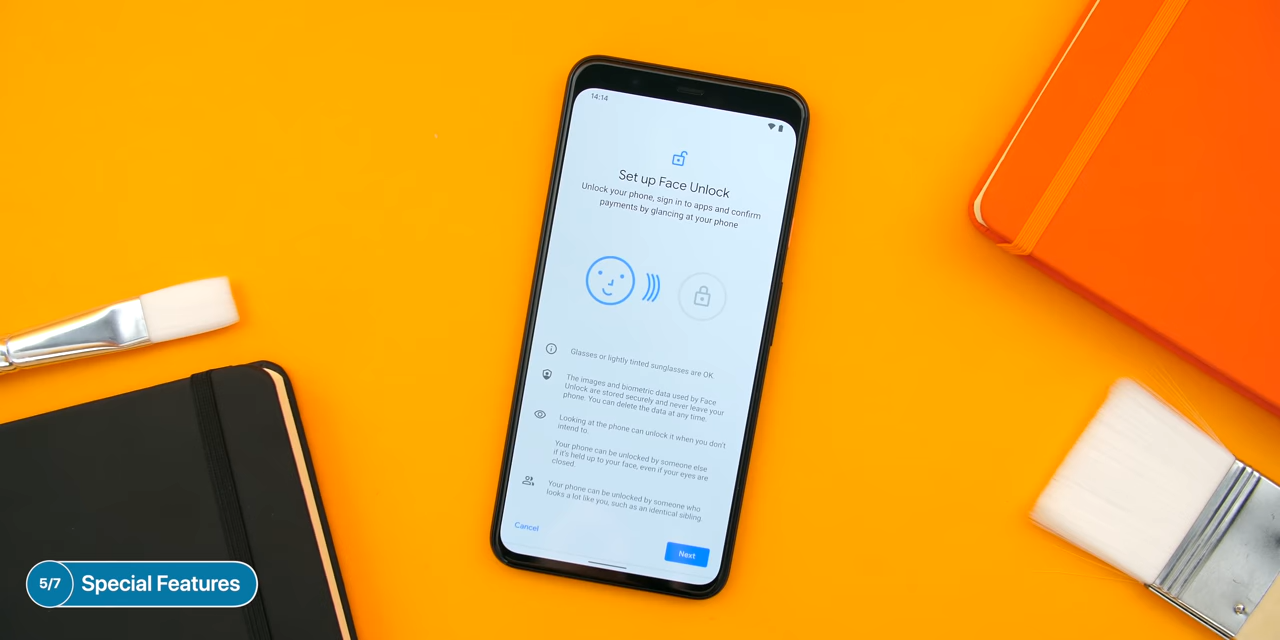 14:14
Set up Face Unlock
Unlock your phone, sign in to apps and confirm
payments by glancing at your phone
Glasses or lightly tinted sunglasses are OK
The images and biometric data used by Face
Unlock are stored securely and never leave your
phone. You can delete the data at any time.
Looking at the phone can unlock it when you don't
intend to
Your phone can be unlocked by someone else
if it's held up to your face, even if your eyes are
closed.
Your phone can be unlocked by someone who
looks a lot like you, such as an identical sibling.
Cancel
Next
5/7 Special Features